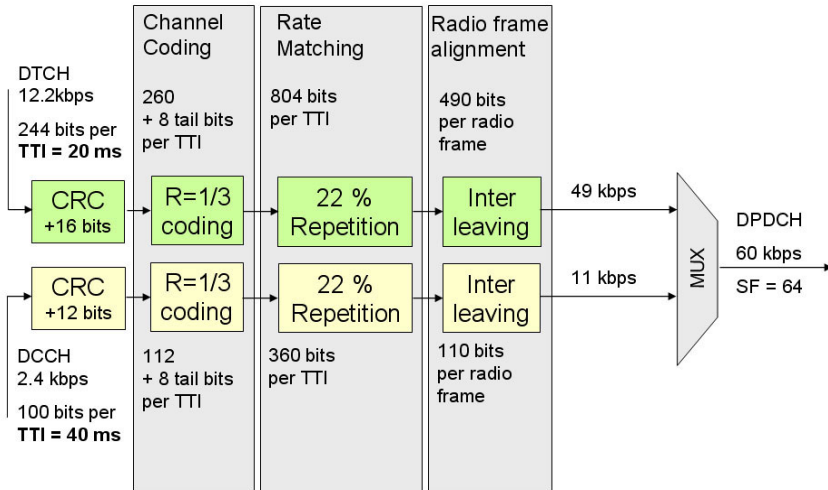 Channel
Coding
Rate
Matching
Radio frame
alignment
DTCH
12.2kbps
244 bits per
TTI = 20 ms
260
+ 8 tail bits
per TTI
804 bits
per TTI
490 bits
per radio
frame
CRC
+16 bits
R=1/3
coding
22 %
Repetition
Inter
leaving
49 kbps
CRC
+12 bits
R=1/3
coding
22 %
Repetition
Inter
leaving
11 kbps
MUX
DPDCH
60 kbps
SF = 64
DCCH
2.4 kbps
100 bits per
TTI = 40 ms
112
+ 8 tail bits
per TTI
360 bits
per TTI
110 bits
per radio
frame